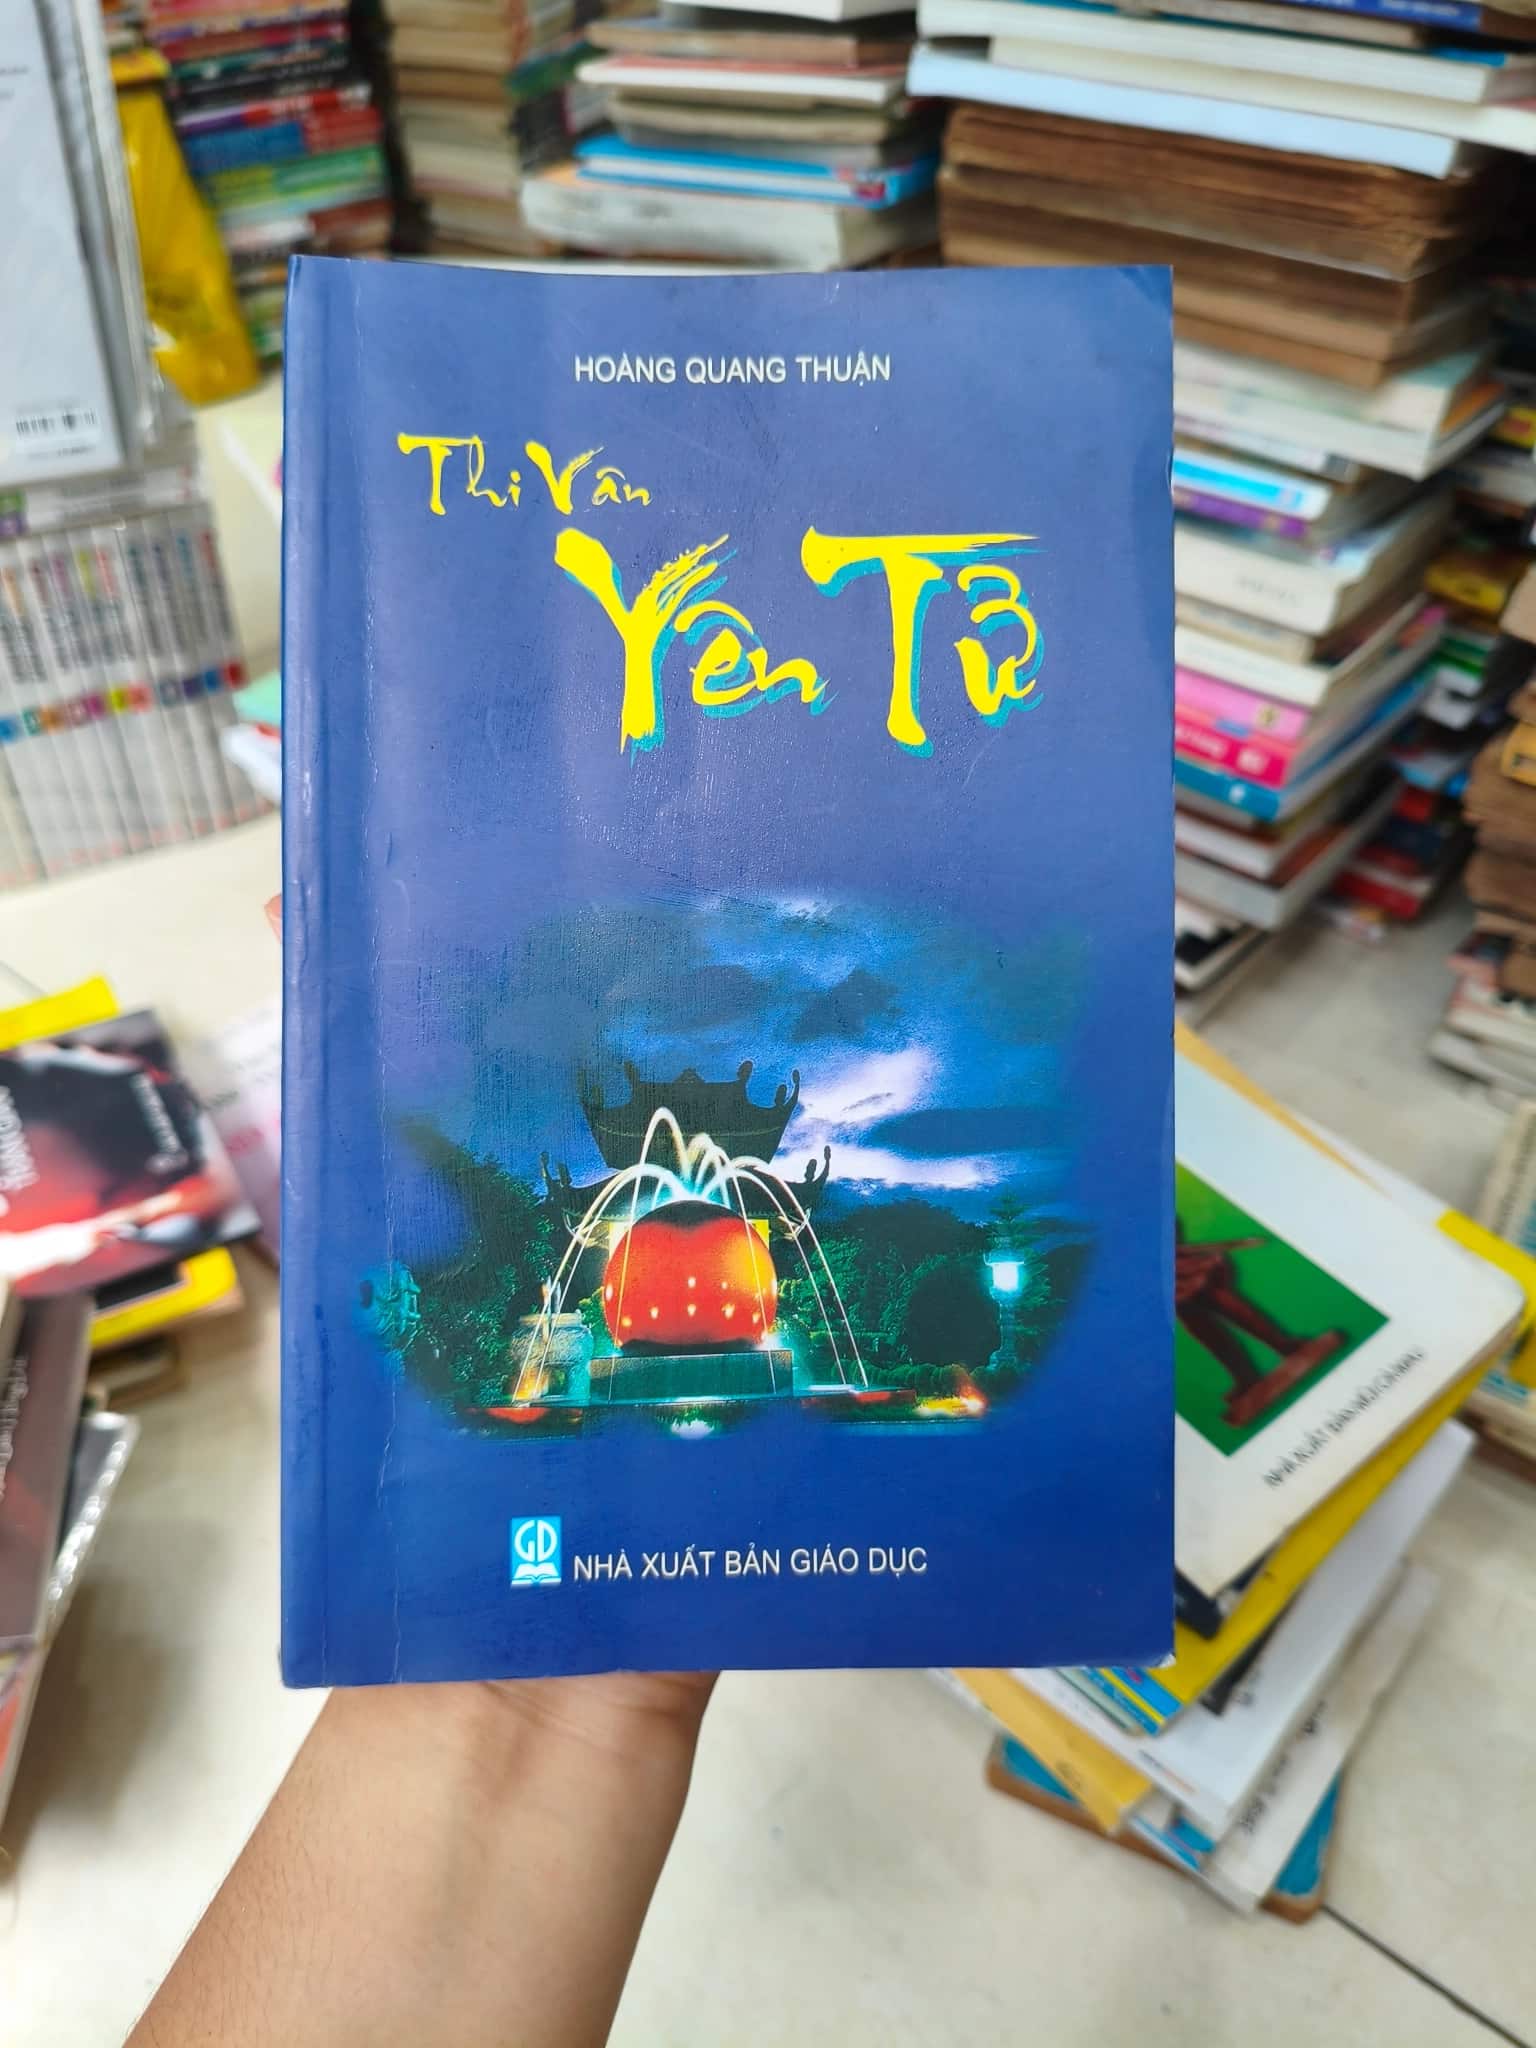 HOÀNG QUANG THUẬN
Thi Vân
Yên Tử
GD
NHÀ XUẤT BẢN GIÁO DỤC